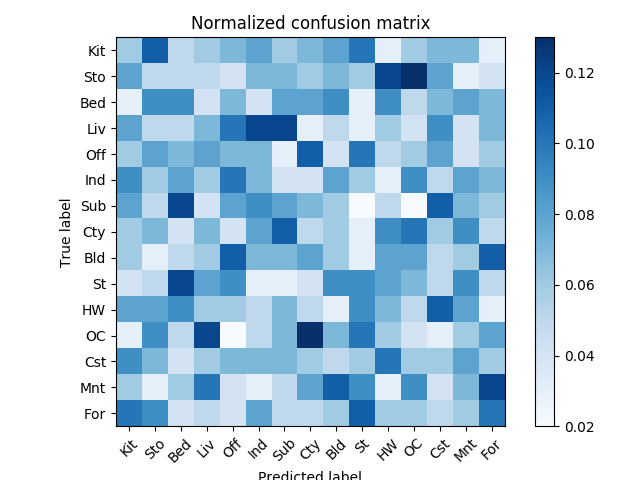 Normalized confusion matrix
True label
Kit
Sto
Bed
Liv
Off
Ind
Sub
Cty
Bld
St
HW
OC
Cst
Mnt
For
Kit Sto Bed Liv Off Ind Sub Cty Bld St HW OC Cst Mnt For
Predicted label
0.12
0.10
0.08
0.06
0.04
0.02